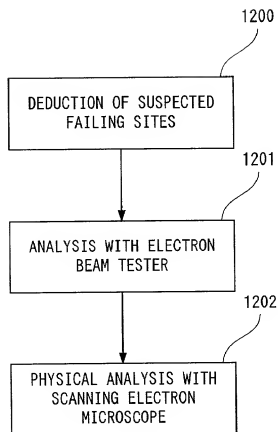 1200
DEDUCTION OF SUSPECTED
FAILING SITES
1201
ANALYSIS WITH ELECTRON
BEAM TESTER
1202
PHYSICAL ANALYSIS WITH
SCANNING ELECTRON
MICROSCOPE